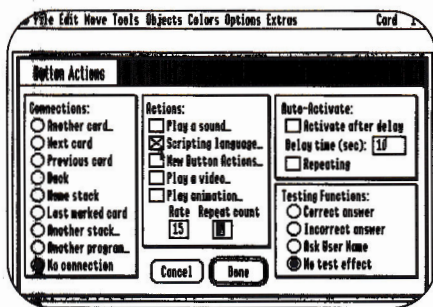 File Edit Move Tools Objects Colors Options Extras Card
Button Actions
Connections:
Another card...
Next card
Previous card
Back
Home stack
Last marked card
Another stack...
Another program...
No connection
Actions:
Play a sound...
Scripting language...
New Button Actions...
Play a video...
Play animation...
Rate Repeat count
15
Cancel
Done
Auto-Activate:
Activate after delay
Delay time (sec): 10
Repeating
Testing Functions:
Correct answer
Incorrect answer
Ask User Name
No test effect